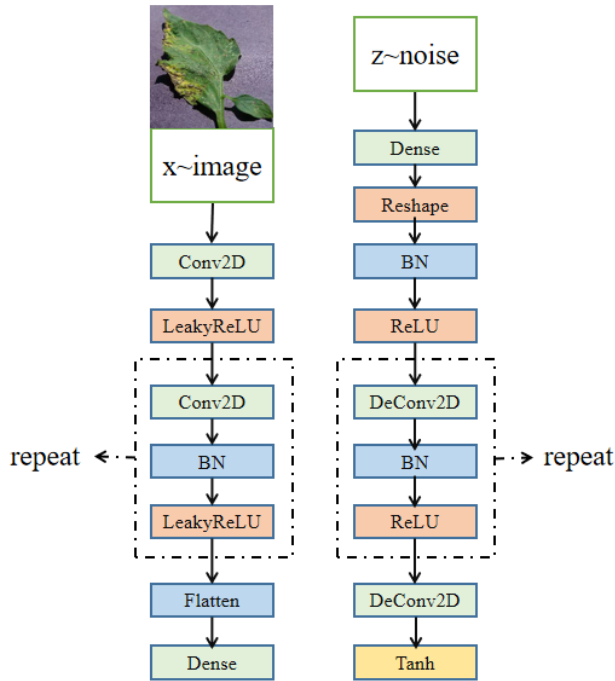 x~image
Conv2D
LeakyReLU
Conv2D
BN
LeakyReLU
repeat
Flatten
Dense
z~noise
Dense
Reshape
BN
ReLU
DeConv2D
BN
ReLU
repeat
DeConv2D
Tanh